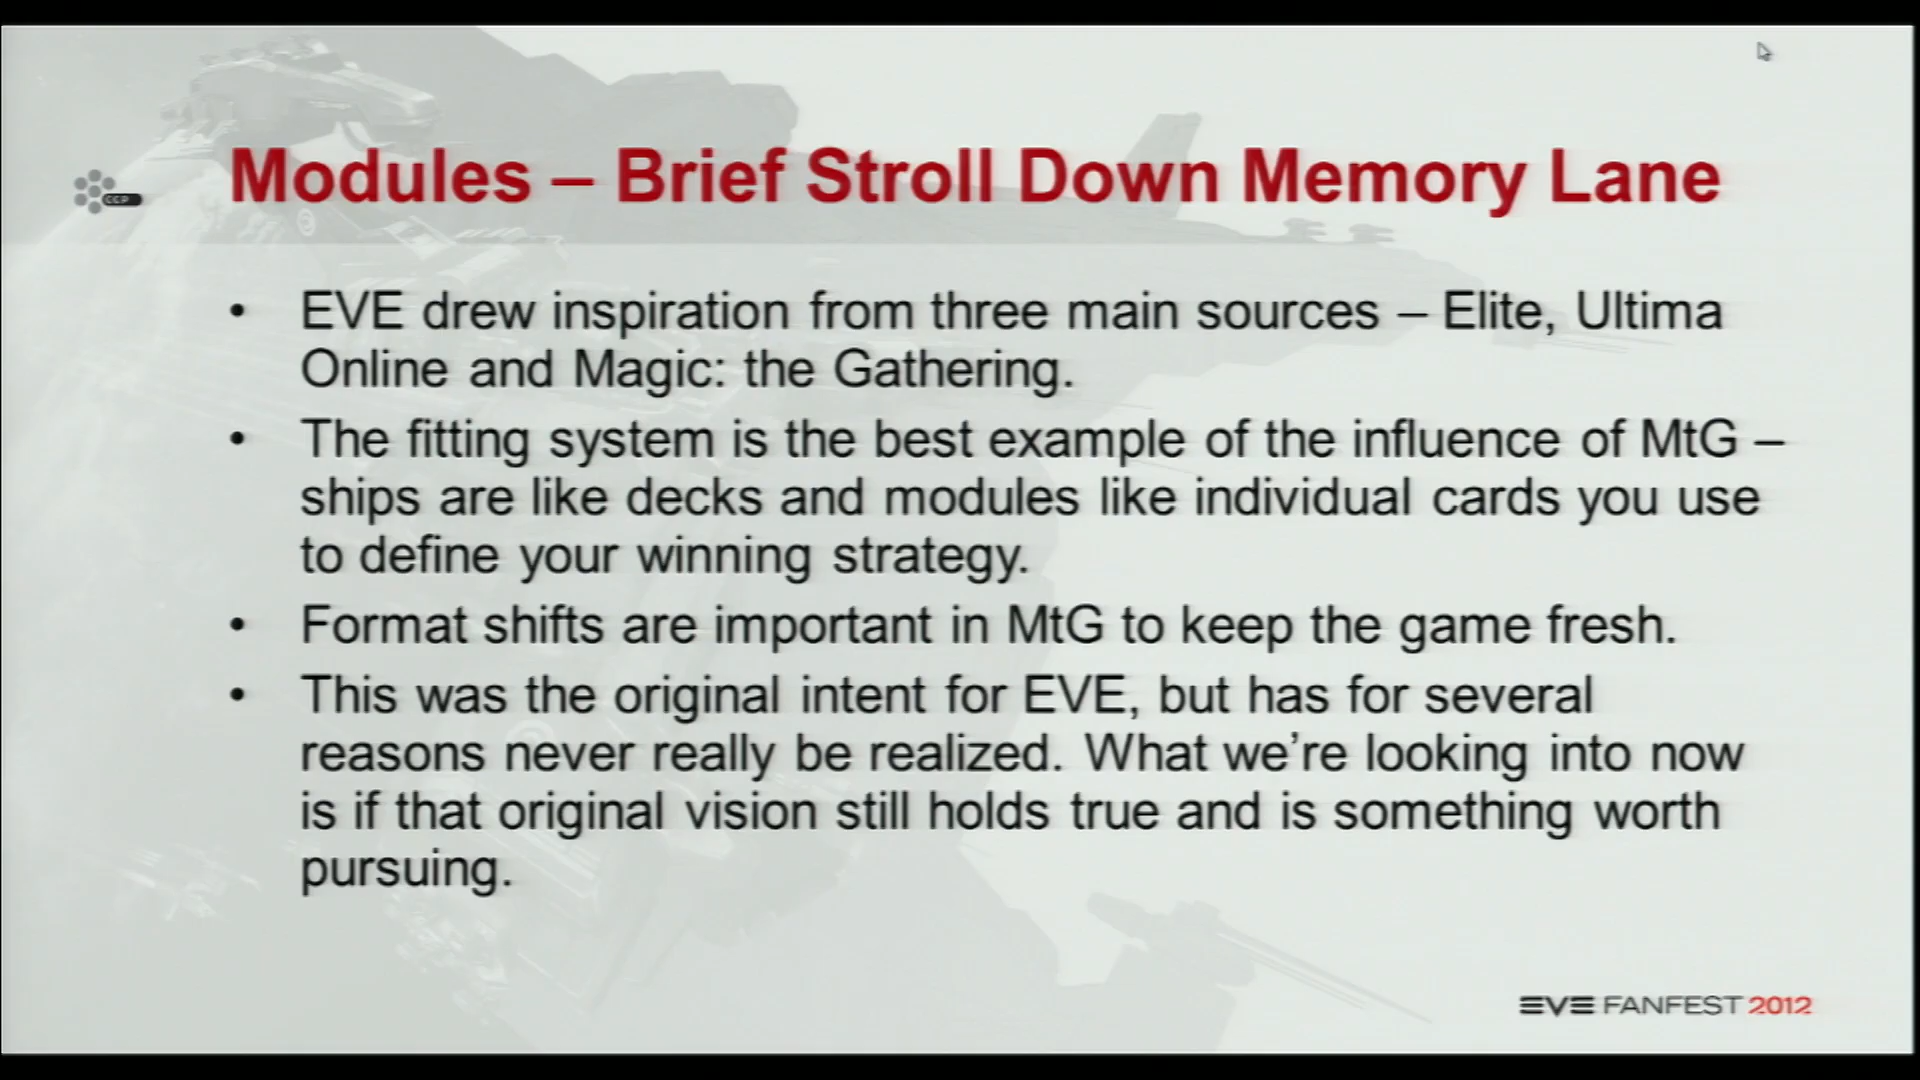 Modules – Brief Stroll Down Memory Lane
CCP
• EVE drew inspiration from three main sources – Elite, Ultima
Online and Magic: the Gathering.
• The fitting system is the best example of the influence of MtG –
ships are like decks and modules like individual cards you use
to define your winning strategy.
• Format shifts are important in MtG to keep the game fresh.
• This was the original intent for EVE, but has for several
reasons never really be realized. What we’re looking into now
is if that original vision still holds true and is something worth
pursuing.
EVE FANFEST 2012